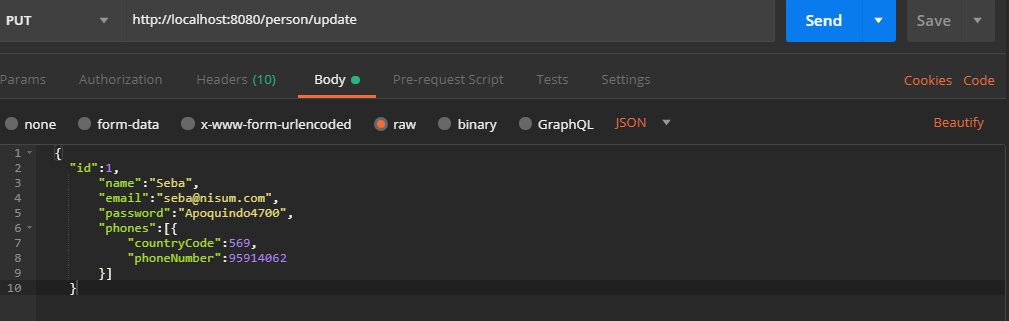 PUT http://localhost:8080/person/update Send Save
Params Authorization Headers (10) Body Pre-request Script Tests Settings Cookies Code
none form-data x-www-form-urlencoded raw binary GraphQL JSON Beautify
1 {
2 "id":1,
3 "name":"Seba",
4 "email":"seba@nisum.com",
5 "password":"Apoquindo4700",
6 "phones":[{
7 "countryCode":569,
8 "phoneNumber":95914062
9 }]
10 }